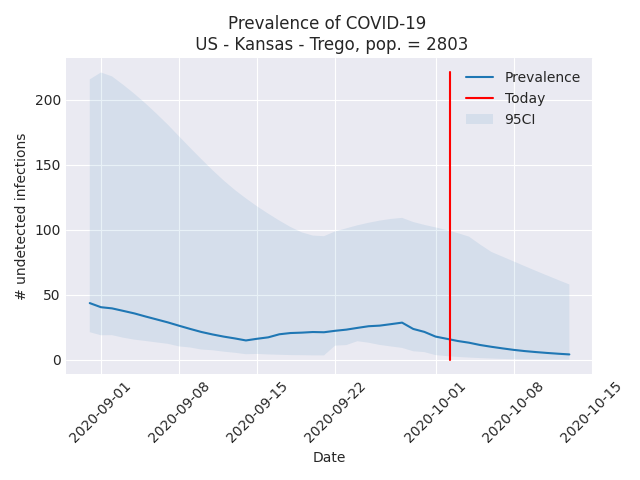 Prevalence of COVID-19
US - Kansas - Trego, pop. = 2803
Prevalence
Today
95CI
# undetected infections
200
150
100
50
0
2020-09-01
2020-09-08
2020-09-15
2020-09-22
2020-10-01
2020-10-08
2020-10-15
Date